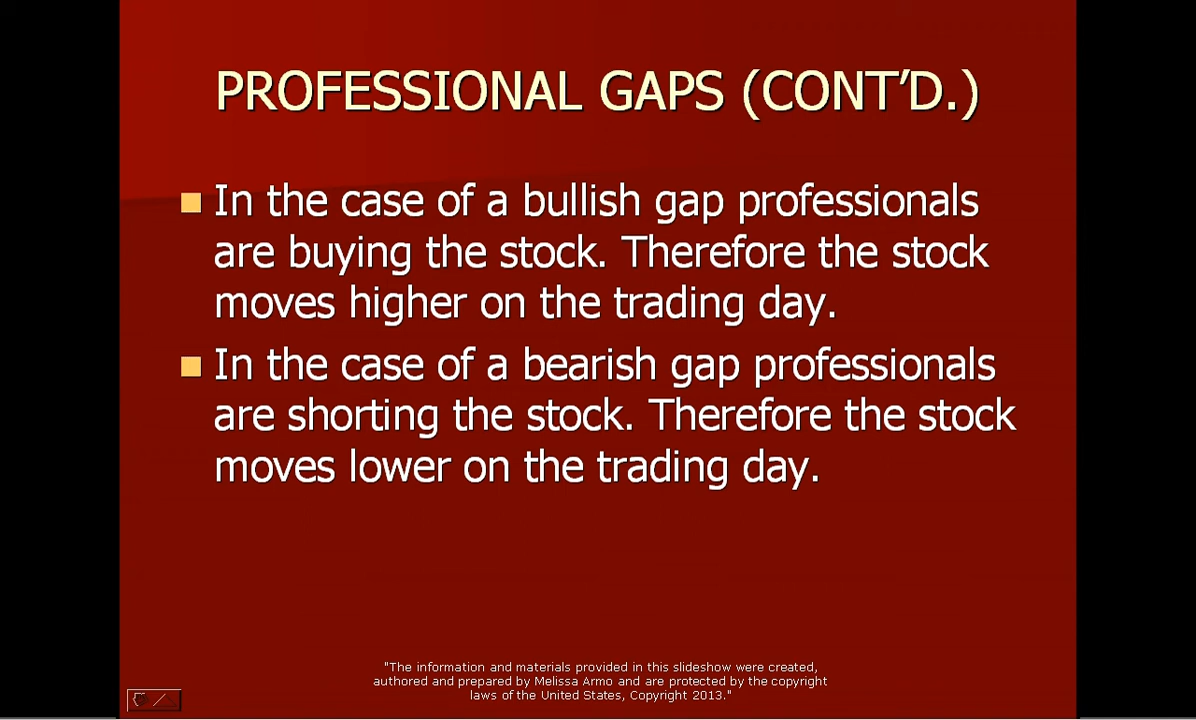 PROFESSIONAL GAPS (CONT’D.)
In the case of a bullish gap professionals
are buying the stock. Therefore the stock
moves higher on the trading day.
In the case of a bearish gap professionals
are shorting the stock. Therefore the stock
moves lower on the trading day.
"The information and materials provided in this slideshow were created,
authored and prepared by Melissa Armo and are protected by the copyright
laws of the United States, Copyright 2013."